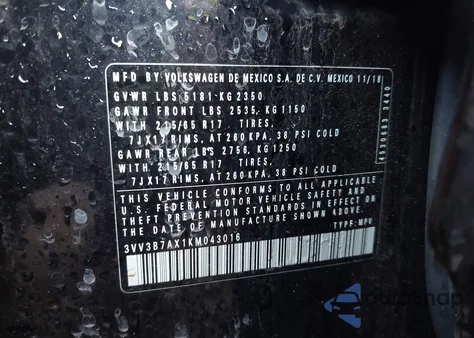 MFD BY VOLKSWAGEN DE MEXICO S.A. DE C.V. MEXICO 11/18
GVWR LBS 5181-KG 2350
GAWR FRONT LBS 2535, KG 1150
WITH 215/65 R17 TIRES,
7JX17 RIMS, AT 260 KPA, 38 PSI COLD
GAWR REAR LBS 2756, KG 1250
WITH 215/65 R17 TIRES,
7JX17 RIMS, AT 260 KPA, 38 PSI COLD
THIS VEHICLE CONFORMS TO ALL APPLICABLE
U.S. FEDERAL MOTOR VEHICLE SAFETY AND
THEFT PREVENTION STANDARDS IN EFFECT ON
THE DATE OF MANUFACTURE SHOWN ABOVE.
3VV3B7AX1KM043016 TYPE: MPV
autosnap